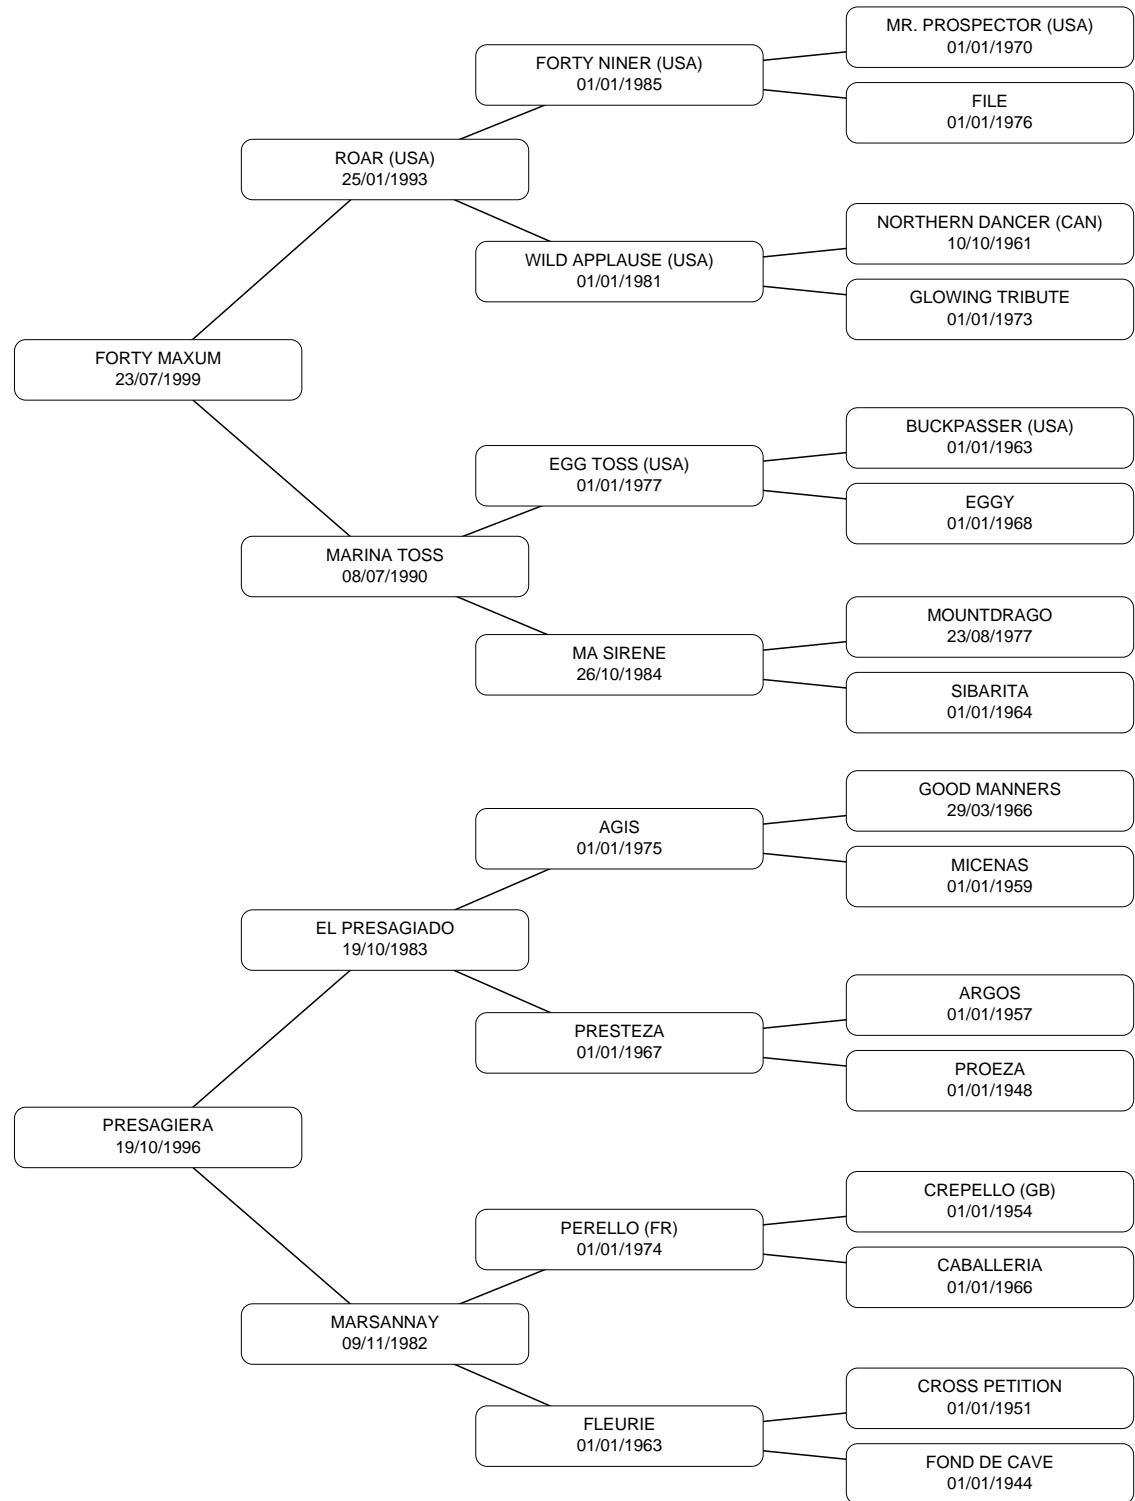 MR. PROSPECTOR (USA)
01/01/1970
FORTY NINER (USA)
01/01/1985
FILE
01/01/1976
ROAR (USA)
25/01/1993
NORTHERN DANCER (CAN)
10/10/1961
WILD APPLAUSE (USA)
01/01/1981
GLOWING TRIBUTE
01/01/1973
FORTY MAXUM
23/07/1999
BUCKPASSER (USA)
01/01/1963
EGG TOSS (USA)
01/01/1977
EGGY
01/01/1968
MARINA TOSS
08/07/1990
MOUNTDRAGO
23/08/1977
MA SIRENE
26/10/1984
SIBARITA
01/01/1964
GOOD MANNERS
29/03/1966
AGIS
01/01/1975
MICENAS
01/01/1959
EL PRESAGIADO
19/10/1983
ARGOS
01/01/1957
PRESTEZA
01/01/1967
PROEZA
01/01/1948
PRESAGIERA
19/10/1996
CREPELLO (GB)
01/01/1954
PERELLO (FR)
01/01/1974
CABALLERIA
01/01/1966
MARSANNAY
09/11/1982
CROSS PETITION
01/01/1951
FLEURIE
01/01/1963
FOND DE CAVE
01/01/1944